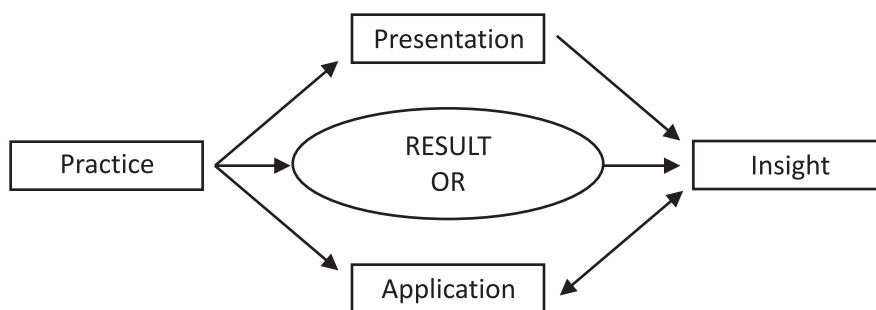 Presentation
Practice
RESULT
OR
Insight
Application